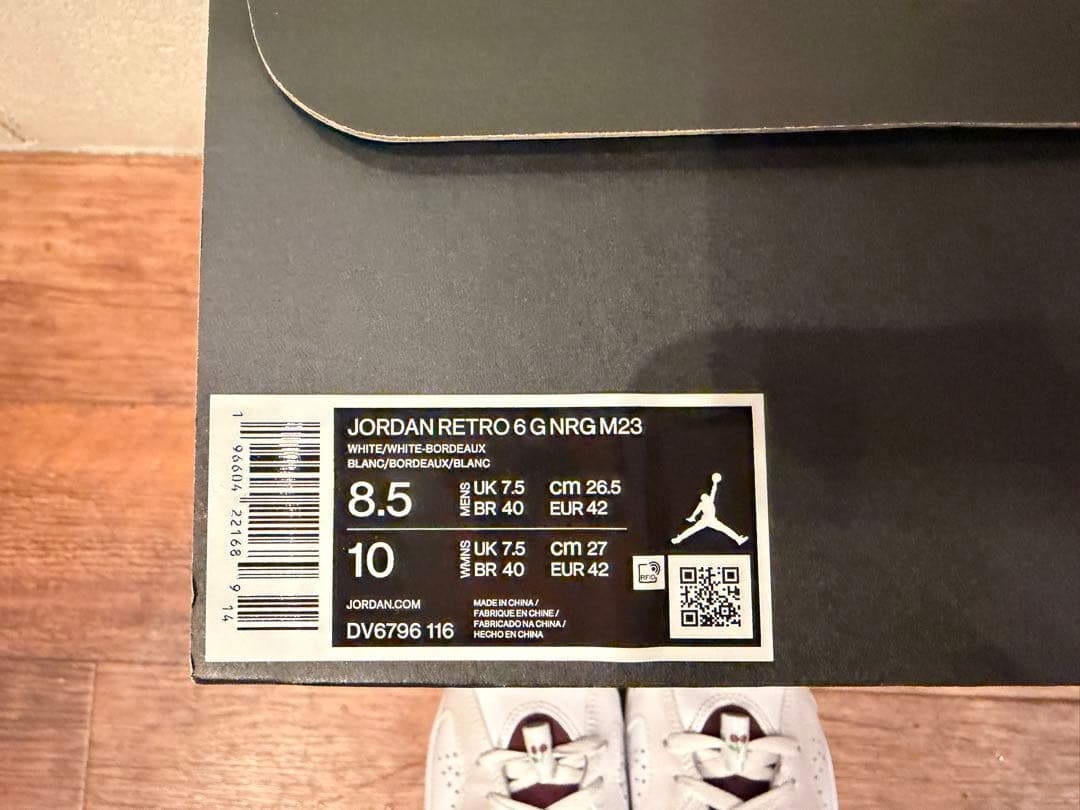 1 96604 22168 9 14
JORDAN RETRO 6 G NRG M23
WHITE/WHITE-BORDEAUX
BLANC/BORDEAUX/BLANC
8.5 MENS UK 7.5 cm 26.5
BR 40 EUR 42
10 WMNS UK 7.5 cm 27
BR 40 EUR 42
RFID
JORDAN.COM
DV6796 116
MADE IN CHINA /
FABRIQUE EN CHINE /
FABRICADO NA CHINA /
HECHO EN CHINA